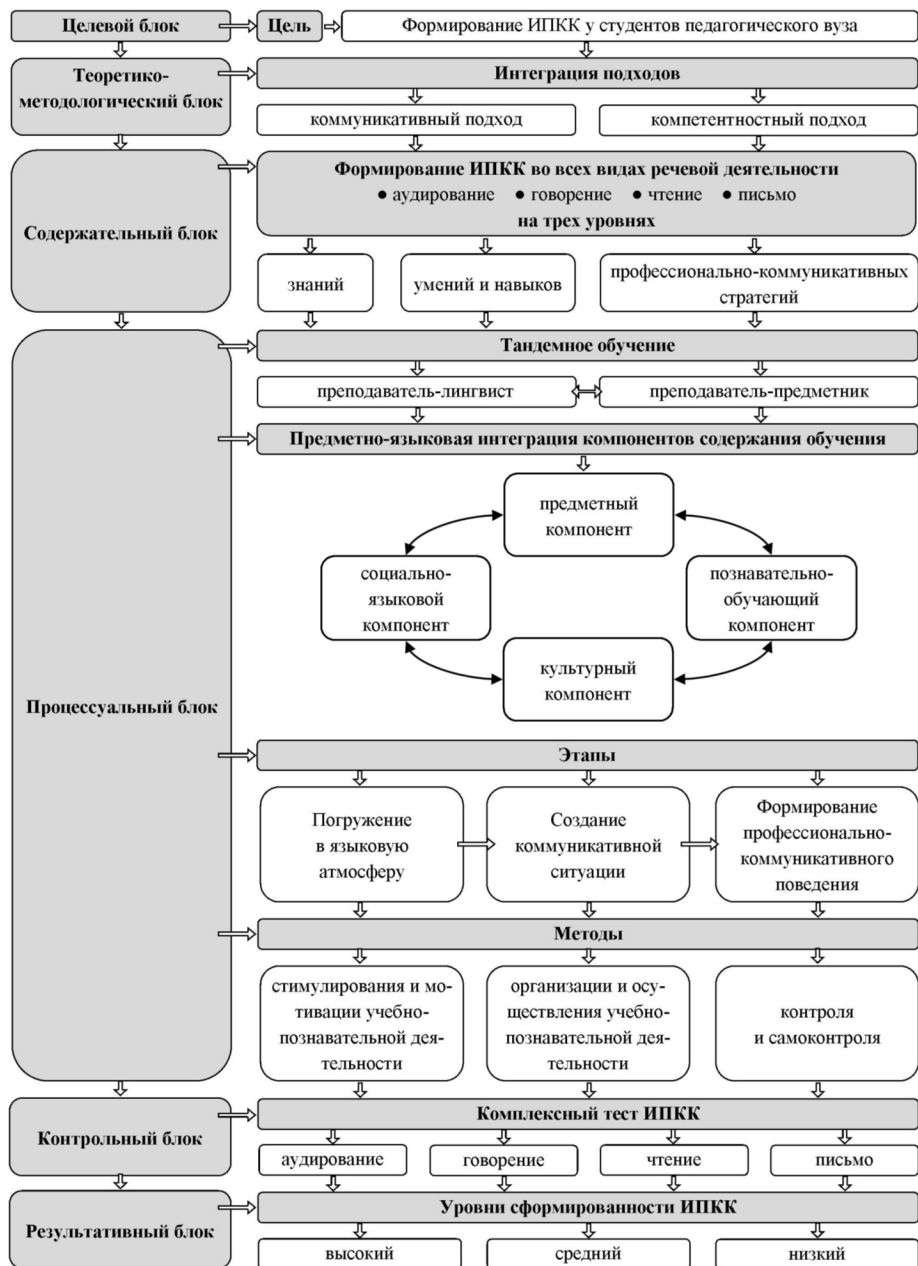 Целевой блок
Цель
Формирование ИПКК у студентов педагогического вуза
Теоретико-
методологический блок
Интеграция подходов
коммуникативный подход
компетентностный подход
Содержательный блок
Формирование ИПКК во всех видах речевой деятельности
● аудирование ● говорение ● чтение ● письмо
на трех уровнях
знаний
умений и навыков
профессионально-коммуникативных
стратегий
Процессуальный блок
Тандемное обучение
преподаватель-лингвист
преподаватель-предметник
Предметно-языковая интеграция компонентов содержания обучения
предметный
компонент
социально-
языковой
компонент
познавательно-
обучающий
компонент
культурный
компонент
Этапы
Погружение
в языковую
атмосферу
Создание
коммуникативной
ситуации
Формирование
профессионально-
коммуникативного
поведения
Методы
стимулирования и мо-
тивации учебно-
познавательной дея-
тельности
организации и осу-
ществления учебно-
познавательной дея-
тельности
контроля
и самоконтроля
Контрольный блок
Комплексный тест ИПКК
аудирование
говорение
чтение
письмо
Результативный блок
Уровни сформированности ИПКК
высокий
средний
низкий